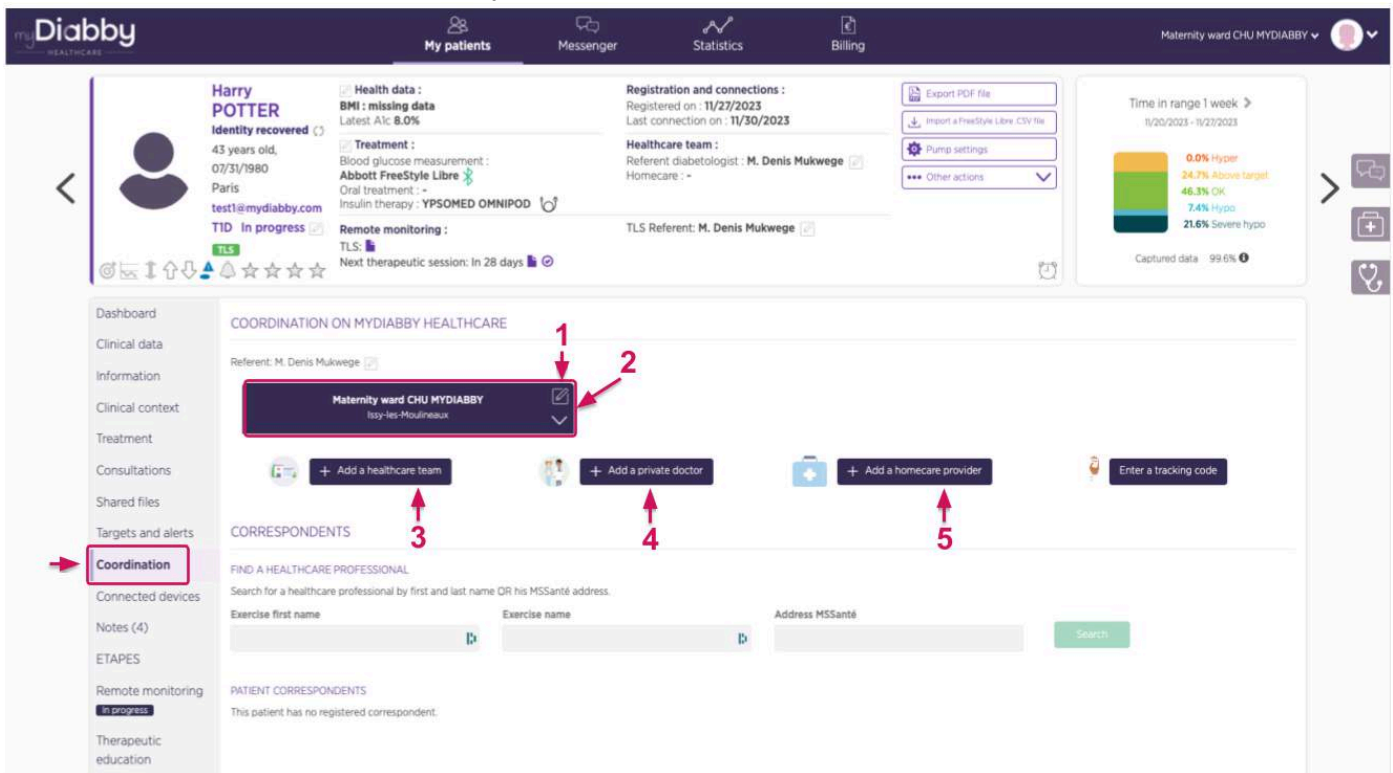 myDiabby
HEALTHCARE
My patients
Messenger
Statistics
Billing
Maternity ward CHU MYDIABBY
Harry
POTTER
Identity recovered
43 years old,
07/31/1980
Paris
test1@mydiabby.com
T1D In progress
TLS
Health data :
BMI : missing data
Latest A1c 8.0%
Treatment :
Blood glucose measurement :
Abbott FreeStyle Libre
Oral treatment : -
Insulin therapy : YPSOMED OMNIPOD
Remote monitoring :
TLS:
Next therapeutic session: In 28 days
Registration and connections :
Registered on : 11/27/2023
Last connection on : 11/30/2023
Healthcare team :
Referent diabetologist : M. Denis Mukwege
Homecare : -
TLS Referent: M. Denis Mukwege
Export PDF file
Import a FreeStyle Libre CSV file
Pump settings
Other actions
Time in range 1 week
11/20/2023 - 11/27/2023
0.0% Hyper
24.7% Above target
46.3% OK
7.4% Hypo
21.6% Severe hypo
Captured data 99.6%
Dashboard
Clinical data
Information
Clinical context
Treatment
Consultations
Shared files
Targets and alerts
Coordination
Connected devices
Notes (4)
ETAPES
Remote monitoring
In progress
Therapeutic
education
COORDINATION ON MYDIABBY HEALTHCARE
1
2
Referent: M. Denis Mukwege
Maternity ward CHU MYDIABBY
Issy-les-Moulineaux
+ Add a healthcare team
+ Add a private doctor
+ Add a homecare provider
Enter a tracking code
3
4
5
CORRESPONDENTS
FIND A HEALTHCARE PROFESSIONAL
Search for a healthcare professional by first and last name OR his MSSanté address.
Exercise first name
Exercise name
Address MSSanté
Search
PATIENT CORRESPONDENTS
This patient has no registered correspondent.